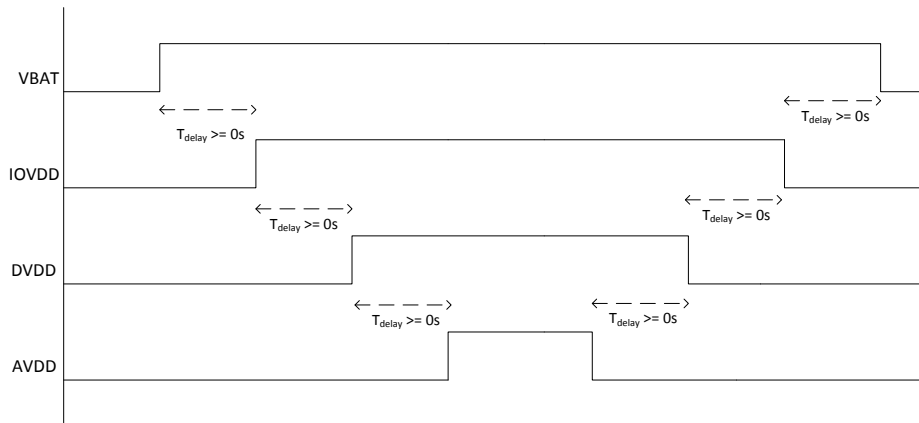 VBAT
Tdelay >= 0s
Tdelay >= 0s
IOVDD
Tdelay >= 0s
Tdelay >= 0s
DVDD
Tdelay >= 0s
Tdelay >= 0s
AVDD